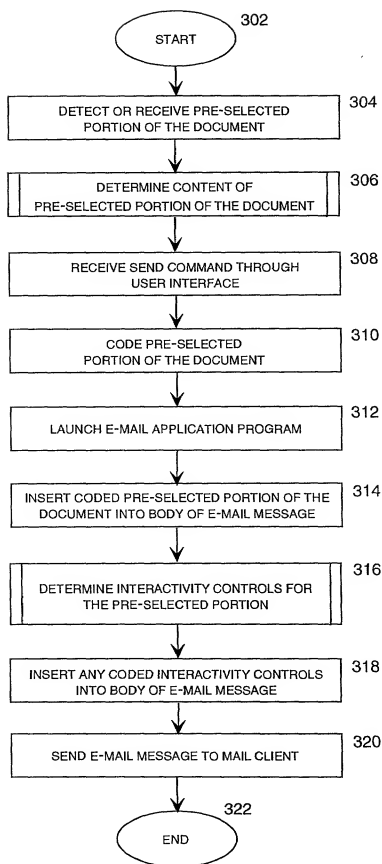 302
START
304
DETECT OR RECEIVE PRE-SELECTED
PORTION OF THE DOCUMENT
306
DETERMINE CONTENT OF
PRE-SELECTED PORTION OF THE DOCUMENT
308
RECEIVE SEND COMMAND THROUGH
USER INTERFACE
310
CODE PRE-SELECTED
PORTION OF THE DOCUMENT
312
LAUNCH E-MAIL APPLICATION PROGRAM
314
INSERT CODED PRE-SELECTED PORTION OF THE
DOCUMENT INTO BODY OF E-MAIL MESSAGE
316
DETERMINE INTERACTIVITY CONTROLS FOR
THE PRE-SELECTED PORTION
318
INSERT ANY CODED INTERACTIVITY CONTROLS
INTO BODY OF E-MAIL MESSAGE
320
SEND E-MAIL MESSAGE TO MAIL CLIENT
322
END